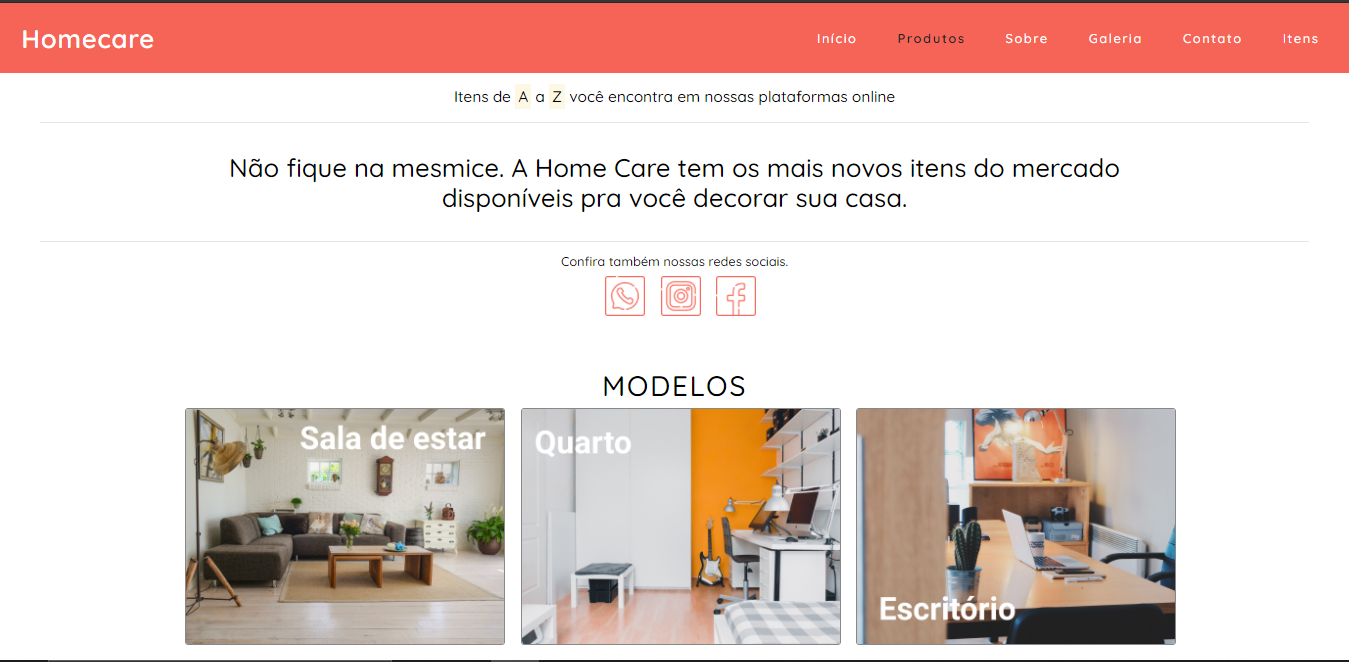 Homecare
Início Produtos Sobre Galeria Contato Itens
Itens de A a Z você encontra em nossas plataformas online
Não fique na mesmice. A Home Care tem os mais novos itens do mercado
disponíveis pra você decorar sua casa.
Confira também nossas redes sociais.
MODELOS
Sala de estar
Quarto
Escritório